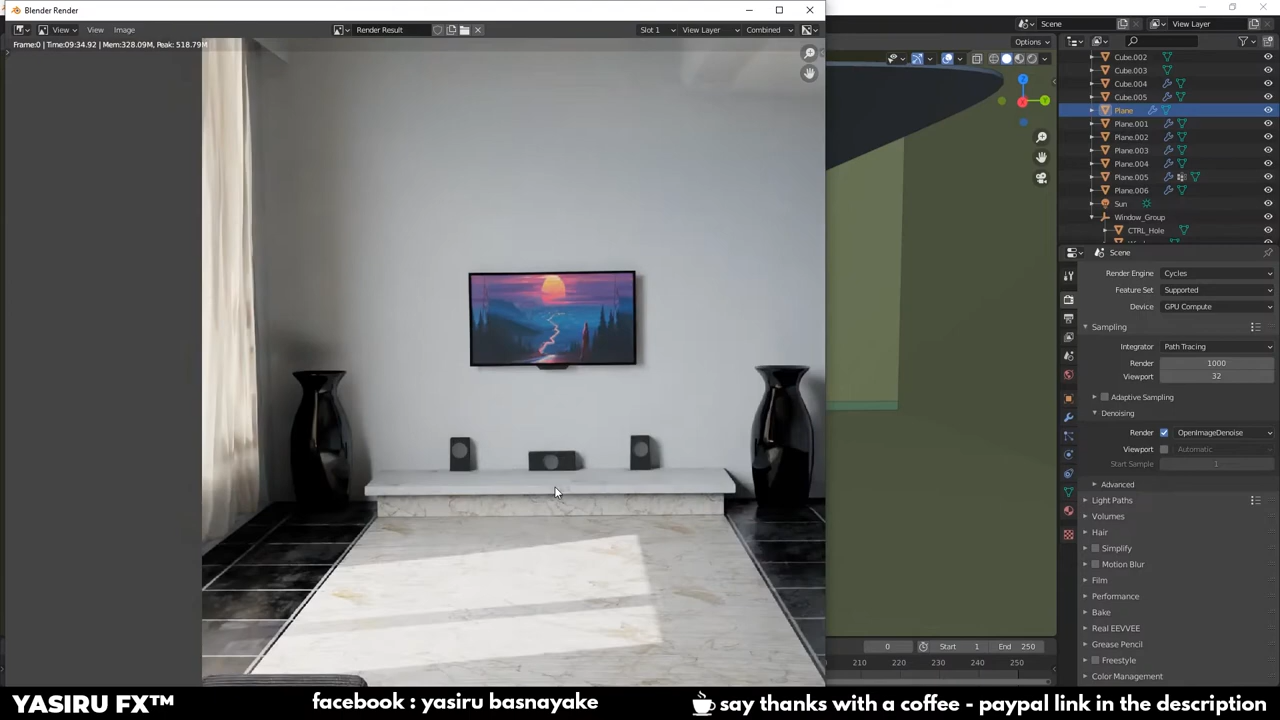 Blender Render
View
View
Image
Render Result
Slot 1
View Layer
Combined
Frame:0 | Time:09:34.92 | Mem:328.09M, Peak: 518.79M
Scene
View Layer
Options
Cube.002
Cube.003
Cube.004
Cube.005
Plane
Plane.001
Plane.002
Plane.003
Plane.004
Plane.005
Plane.006
Sun
Window_Group
CTRL_Hole
Scene
Render Engine Cycles
Feature Set Supported
Device GPU Compute
Sampling
Integrator Path Tracing
Render 1000
Viewport 32
Adaptive Sampling
Denoising
Render OpenImageDenoise
Viewport Automatic
Start Sample 1
Advanced
Light Paths
Volumes
Hair
Simplify
Motion Blur
Film
Performance
Bake
Real EEVEE
Grease Pencil
Freestyle
Color Management
0 Start 1 End 250
210 220 230 240 250
YASIRU FX™ facebook : yasiru basnayake say thanks with a coffee - paypal link in the description